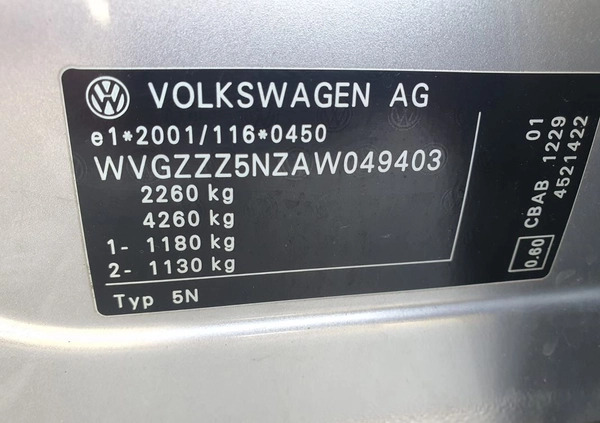 VOLKSWAGEN AG
e1*2001/116*0450
WVGZZZ5NZAW049403
2260 kg
4260 kg
1- 1180 kg
2- 1130 kg
Typ 5N
01
CBAB 1229
0.60 4521422